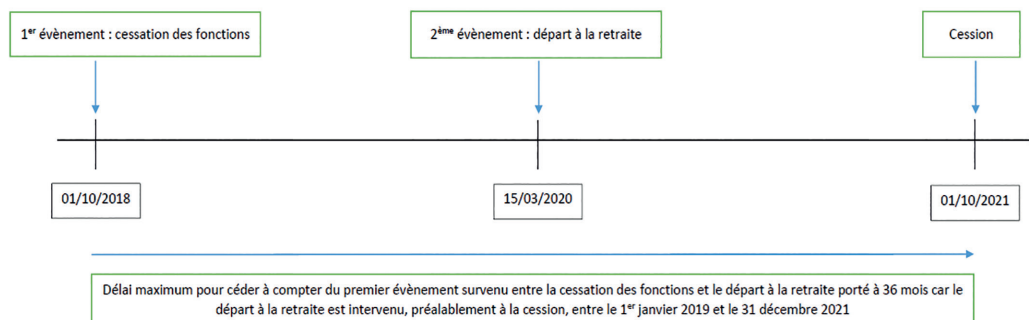 1er évènement : cessation des fonctions
2ème évènement : départ à la retraite
Cession
01/10/2018
15/03/2020
01/10/2021
Délai maximum pour céder à compter du premier évènement survenu entre la cessation des fonctions et le départ à la retraite porté à 36 mois car le
départ à la retraite est intervenu, préalablement à la cession, entre le 1er janvier 2019 et le 31 décembre 2021